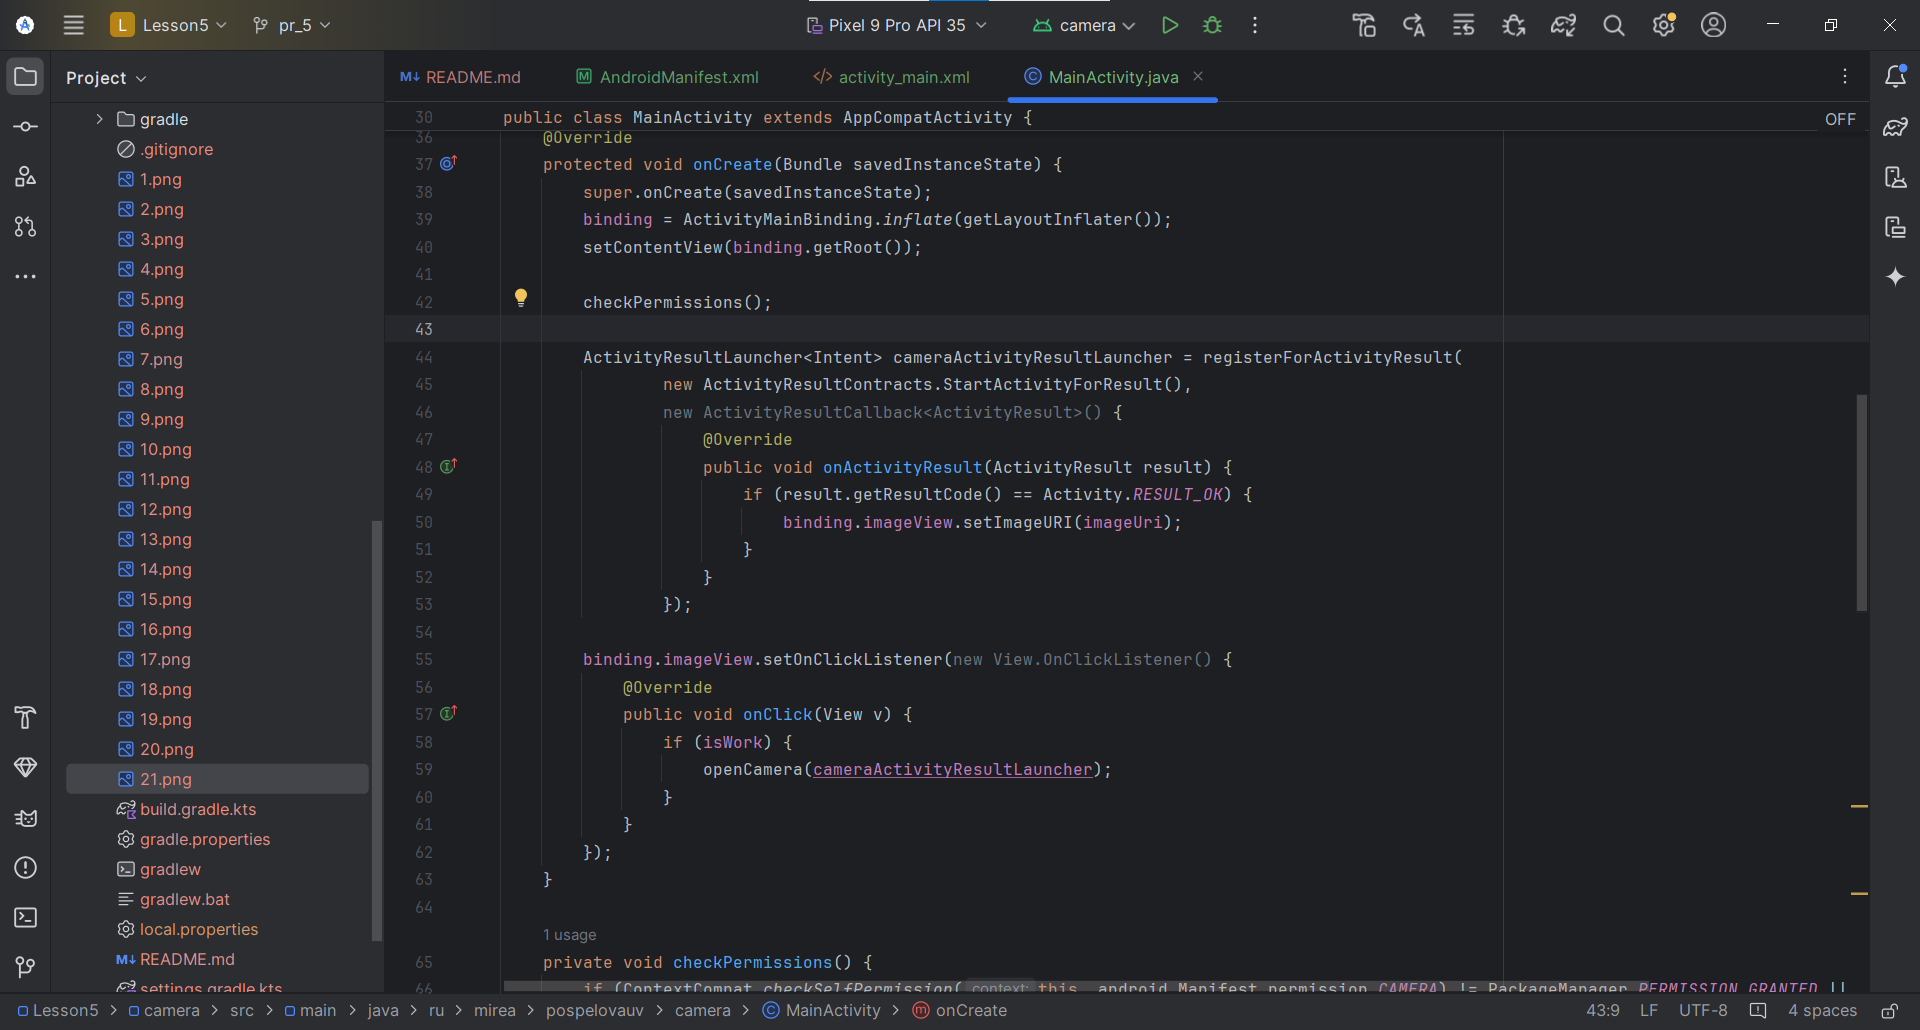 L Lesson5 pr_5 Pixel 9 Pro API 35 camera
Project
gradle
.gitignore
1.png
2.png
3.png
4.png
5.png
6.png
7.png
8.png
9.png
10.png
11.png
12.png
13.png
14.png
15.png
16.png
17.png
18.png
19.png
20.png
21.png
build.gradle.kts
gradle.properties
gradlew
gradlew.bat
local.properties
README.md
settings.gradle.kts
README.md AndroidManifest.xml activity_main.xml MainActivity.java
OFF
30 public class MainActivity extends AppCompatActivity {
36 @Override
37 protected void onCreate(Bundle savedInstanceState) {
38 super.onCreate(savedInstanceState);
39 binding = ActivityMainBinding.inflate(getLayoutInflater());
40 setContentView(binding.getRoot());
41
42 checkPermissions();
43
44 ActivityResultLauncher<Intent> cameraActivityResultLauncher = registerForActivityResult(
45 new ActivityResultContracts.StartActivityForResult(),
46 new ActivityResultCallback<ActivityResult>() {
47 @Override
48 public void onActivityResult(ActivityResult result) {
49 if (result.getResultCode() == Activity.RESULT_OK) {
50 binding.imageView.setImageURI(imageUri);
51 }
52 }
53 });
54
55 binding.imageView.setOnClickListener(new View.OnClickListener() {
56 @Override
57 public void onClick(View v) {
58 if (isWork) {
59 openCamera(cameraActivityResultLauncher);
60 }
61 }
62 });
63 }
64
1 usage
65 private void checkPermissions() {
66 if (ContextCompat.checkSelfPermission( context: this, android.Manifest.permission.CAMERA) != PackageManager.PERMISSION_GRANTED ||
Lesson5 > camera > src > main > java > ru > mirea > pospelovauv > camera > MainActivity > onCreate 43:9 LF UTF-8 4 spaces